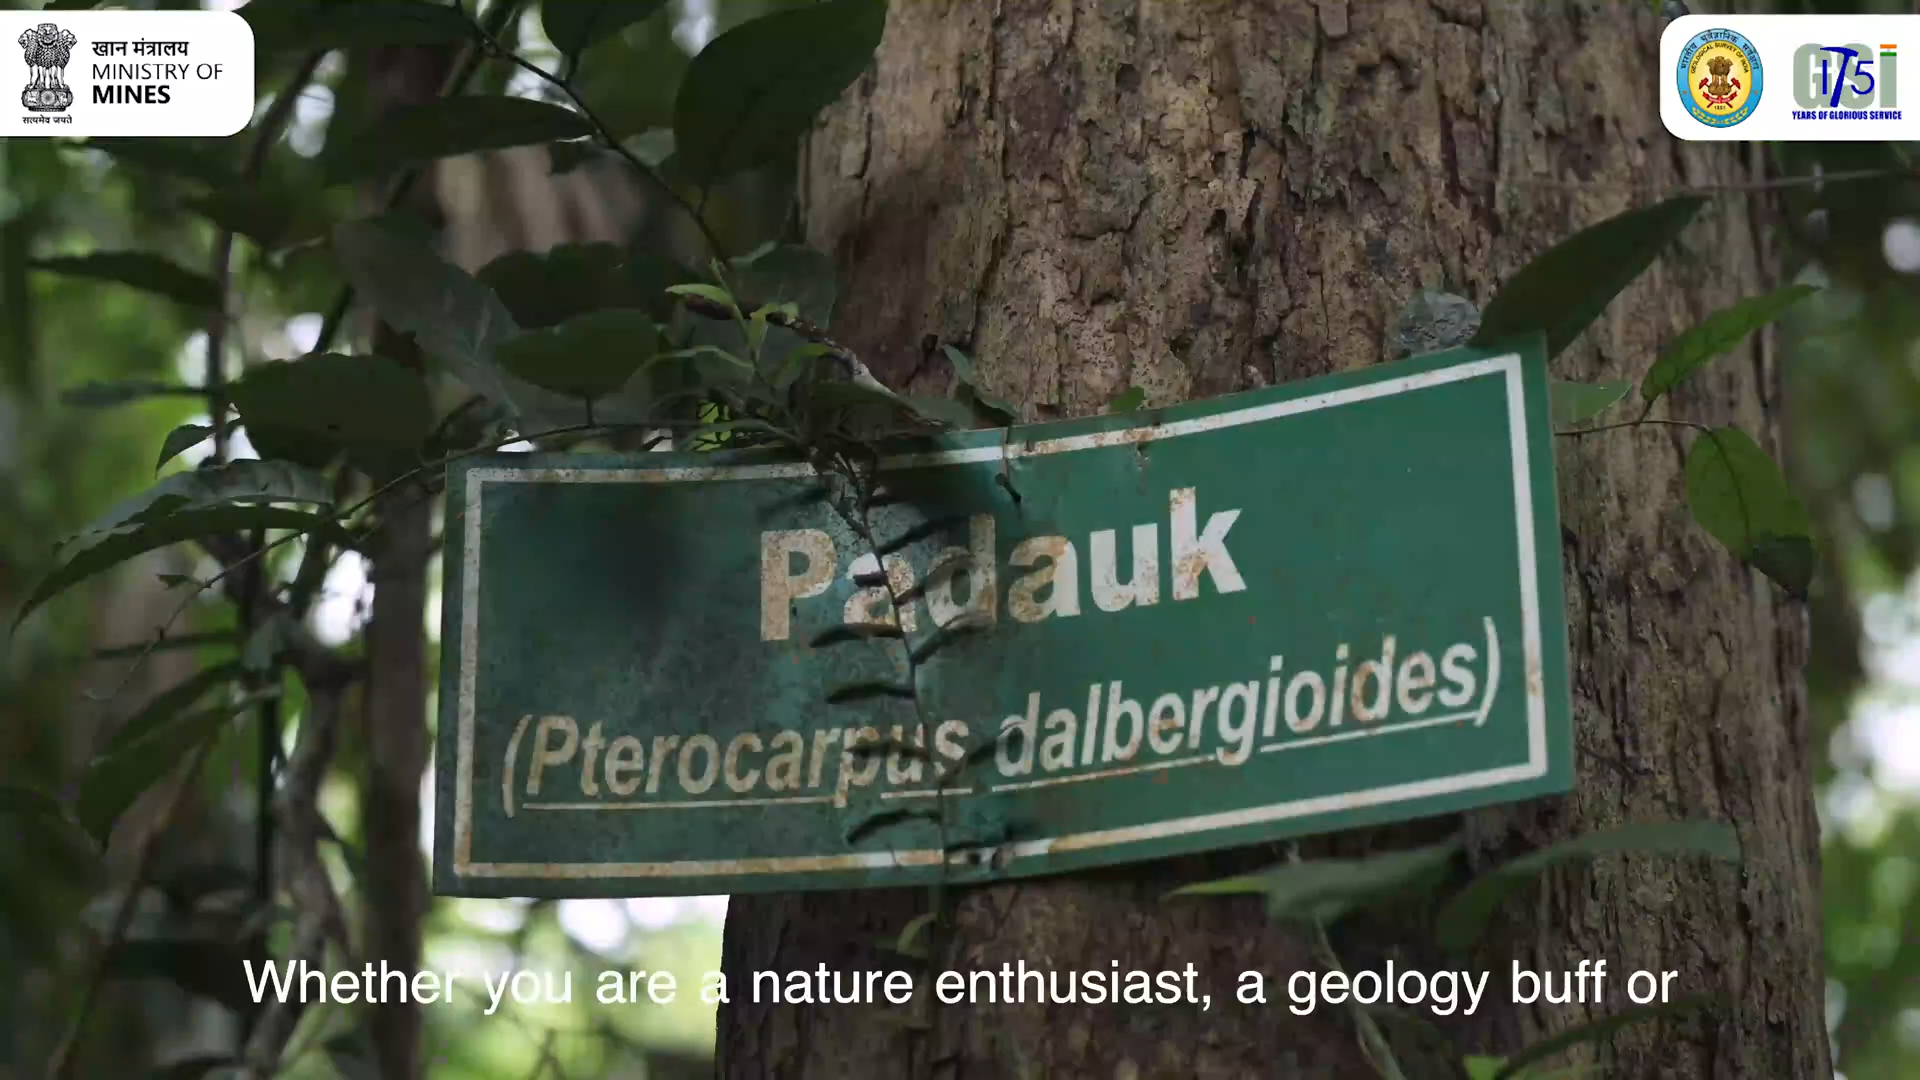 खान मंत्रालय
MINISTRY OF
MINES
सत्यमेव जयते
GSI
175
YEARS OF GLORIOUS SERVICE
Padauk
(Pterocarpus dalbergioides)
Whether you are a nature enthusiast, a geology buff or